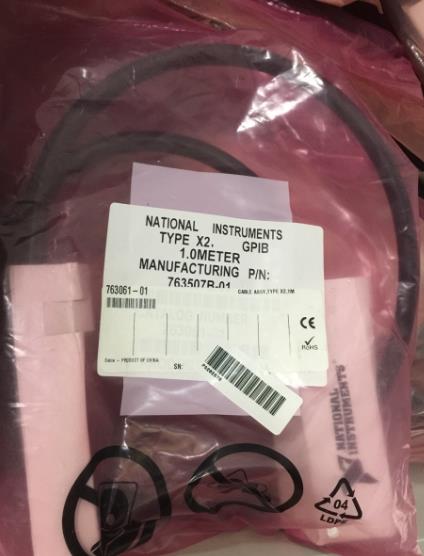 NATIONAL INSTRUMENTS
TYPE X2, GPIB
1.0METER
MANUFACTURING P/N:
763507B-01
763061-01 CABLE ASSY,TYPE X2,1M
CE
RoHS
Data - PRODUCT OF CHINA
SN:
NATIONAL
INSTRUMENTS
04
LDPE